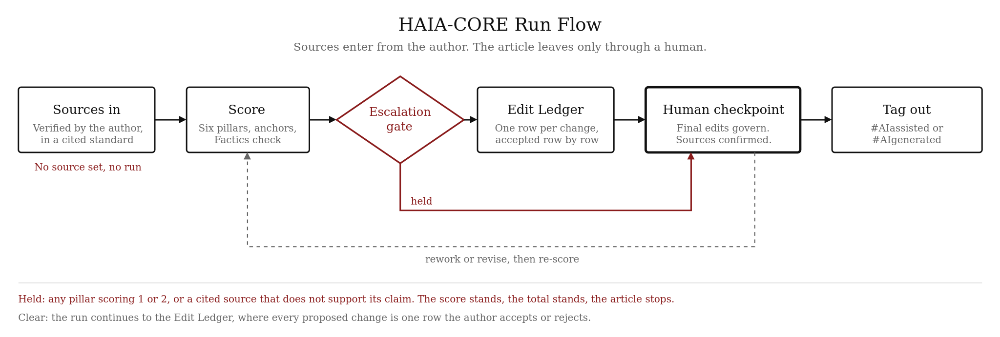 HAIA-CORE Run Flow
Sources enter from the author. The article leaves only through a human.
Sources in
Verified by the author,
in a cited standard
No source set, no run
Score
Six pillars, anchors,
Factics check
Escalation
gate
Edit Ledger
One row per change,
accepted row by row
Human checkpoint
Final edits govern.
Sources confirmed.
Tag out
#AIassisted or
#AIgenerated
held
rework or revise, then re-score
Held: any pillar scoring 1 or 2, or a cited source that does not support its claim. The score stands, the total stands, the article stops.
Clear: the run continues to the Edit Ledger, where every proposed change is one row the author accepts or rejects.